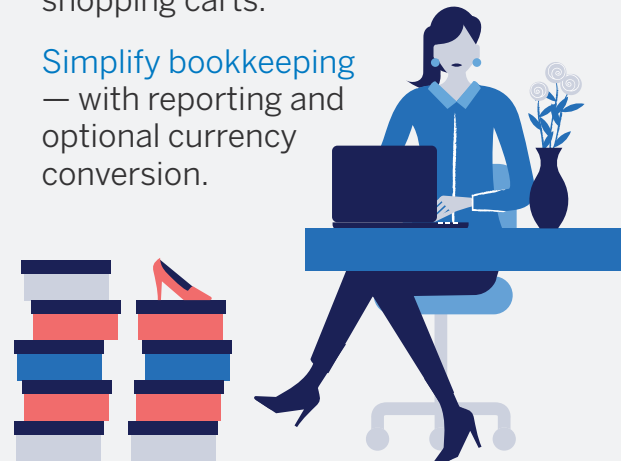 shopping carts.
Simplify bookkeeping
— with reporting and
optional currency
conversion.